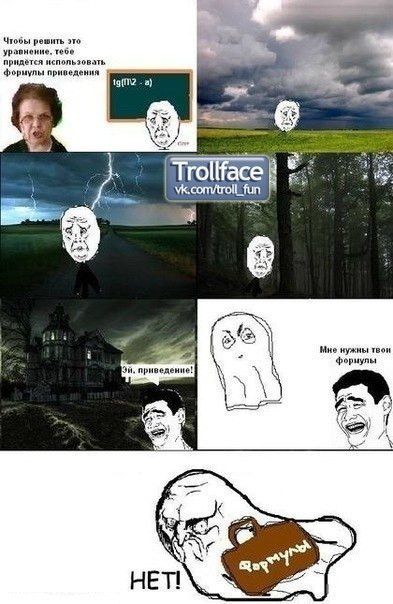 Чтобы решить это
уравнение, тебе
придётся использовать
формулы приведения
tg(П\2 - a)
Trollface
vk.com/troll_fun
Эй, приведение!
Мне нужны твои
формулы
НЕТ!
Формулы